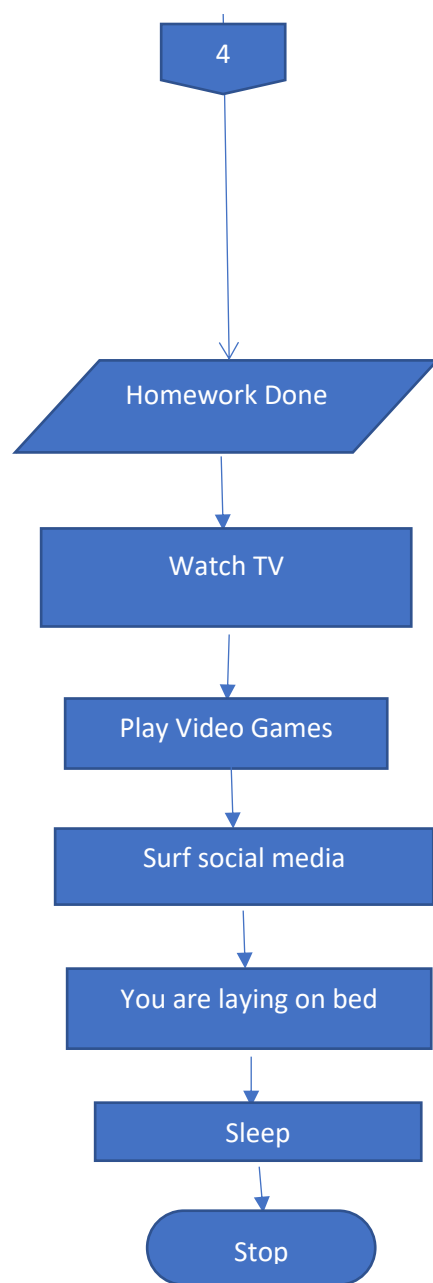 4
Homework Done
Watch TV
Play Video Games
Surf social media
You are laying on bed
Sleep
Stop